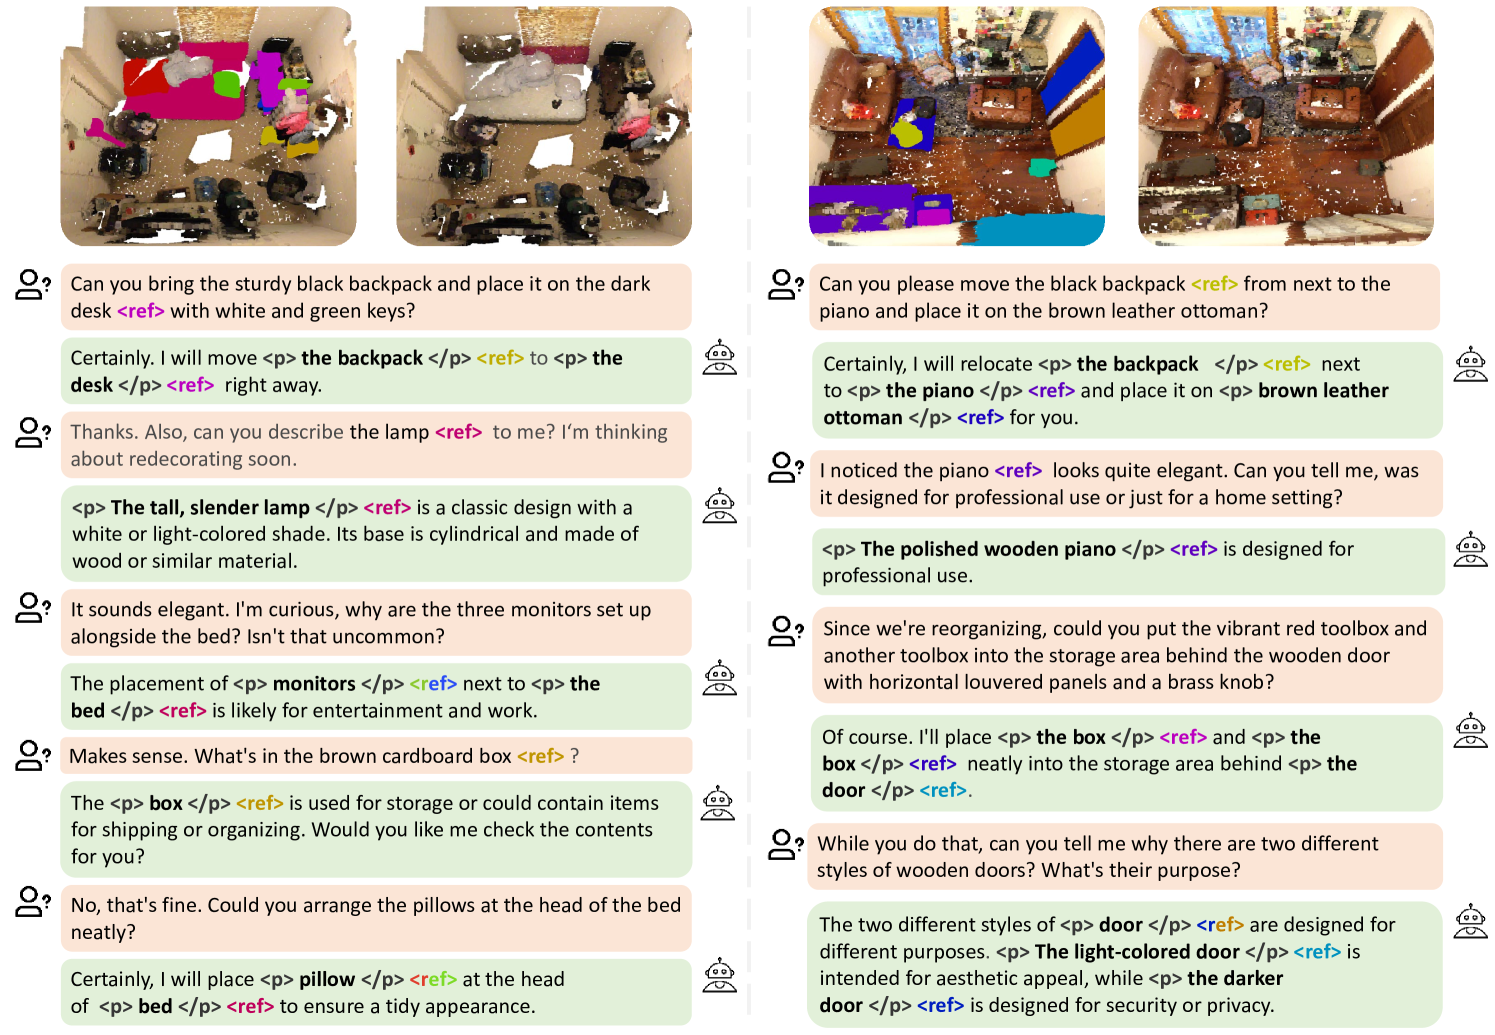 Can you bring the sturdy black backpack and place it on the dark
desk <ref> with white and green keys?
Certainly. I will move <p> the backpack </p> <ref> to <p> the
desk </p> <ref> right away.
Thanks. Also, can you describe the lamp <ref> to me? I‘m thinking
about redecorating soon.
<p> The tall, slender lamp </p> <ref> is a classic design with a
white or light-colored shade. Its base is cylindrical and made of
wood or similar material.
It sounds elegant. I'm curious, why are the three monitors set up
alongside the bed? Isn't that uncommon?
The placement of <p> monitors </p> <ref> next to <p> the
bed </p> <ref> is likely for entertainment and work.
Makes sense. What's in the brown cardboard box <ref> ?
The <p> box </p> <ref> is used for storage or could contain items
for shipping or organizing. Would you like me check the contents
for you?
No, that's fine. Could you arrange the pillows at the head of the bed
neatly?
Certainly, I will place <p> pillow </p> <ref> at the head
of <p> bed </p> <ref> to ensure a tidy appearance.
Can you please move the black backpack <ref> from next to the
piano and place it on the brown leather ottoman?
Certainly, I will relocate <p> the backpack </p> <ref> next
to <p> the piano </p> <ref> and place it on <p> brown leather
ottoman </p> <ref> for you.
I noticed the piano <ref> looks quite elegant. Can you tell me, was
it designed for professional use or just for a home setting?
<p> The polished wooden piano </p> <ref> is designed for
professional use.
Since we're reorganizing, could you put the vibrant red toolbox and
another toolbox into the storage area behind the wooden door
with horizontal louvered panels and a brass knob?
Of course. I'll place <p> the box </p> <ref> and <p> the
box </p> <ref> neatly into the storage area behind <p> the
door </p> <ref>.
While you do that, can you tell me why there are two different
styles of wooden doors? What's their purpose?
The two different styles of <p> door </p> <ref> are designed for
different purposes. <p> The light-colored door </p> <ref> is
intended for aesthetic appeal, while <p> the darker
door </p> <ref> is designed for security or privacy.